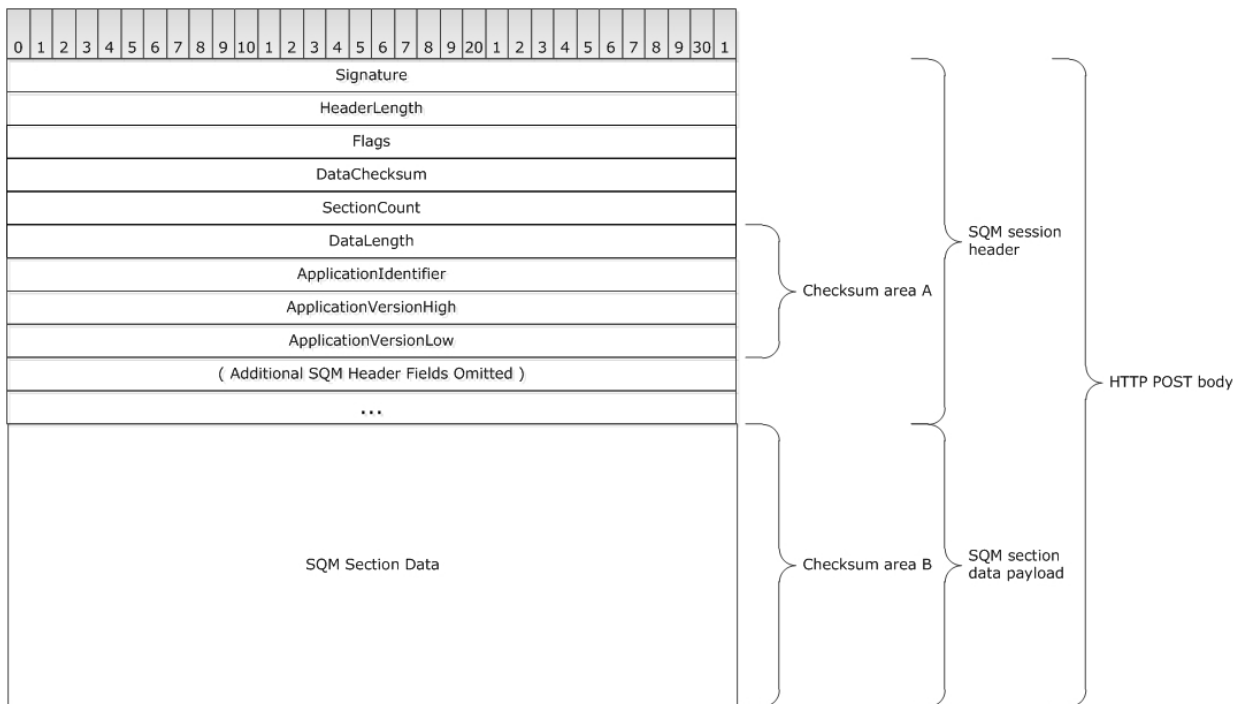 0 1 2 3 4 5 6 7 8 9 10 1 2 3 4 5 6 7 8 9 20 1 2 3 4 5 6 7 8 9 30 1
Signature
HeaderLength
Flags
DataChecksum
SectionCount
DataLength
ApplicationIdentifier
ApplicationVersionHigh
ApplicationVersionLow
( Additional SQM Header Fields Omitted )
...
SQM Section Data
Checksum area A
Checksum area B
SQM session
header
SQM section
data payload
HTTP POST body